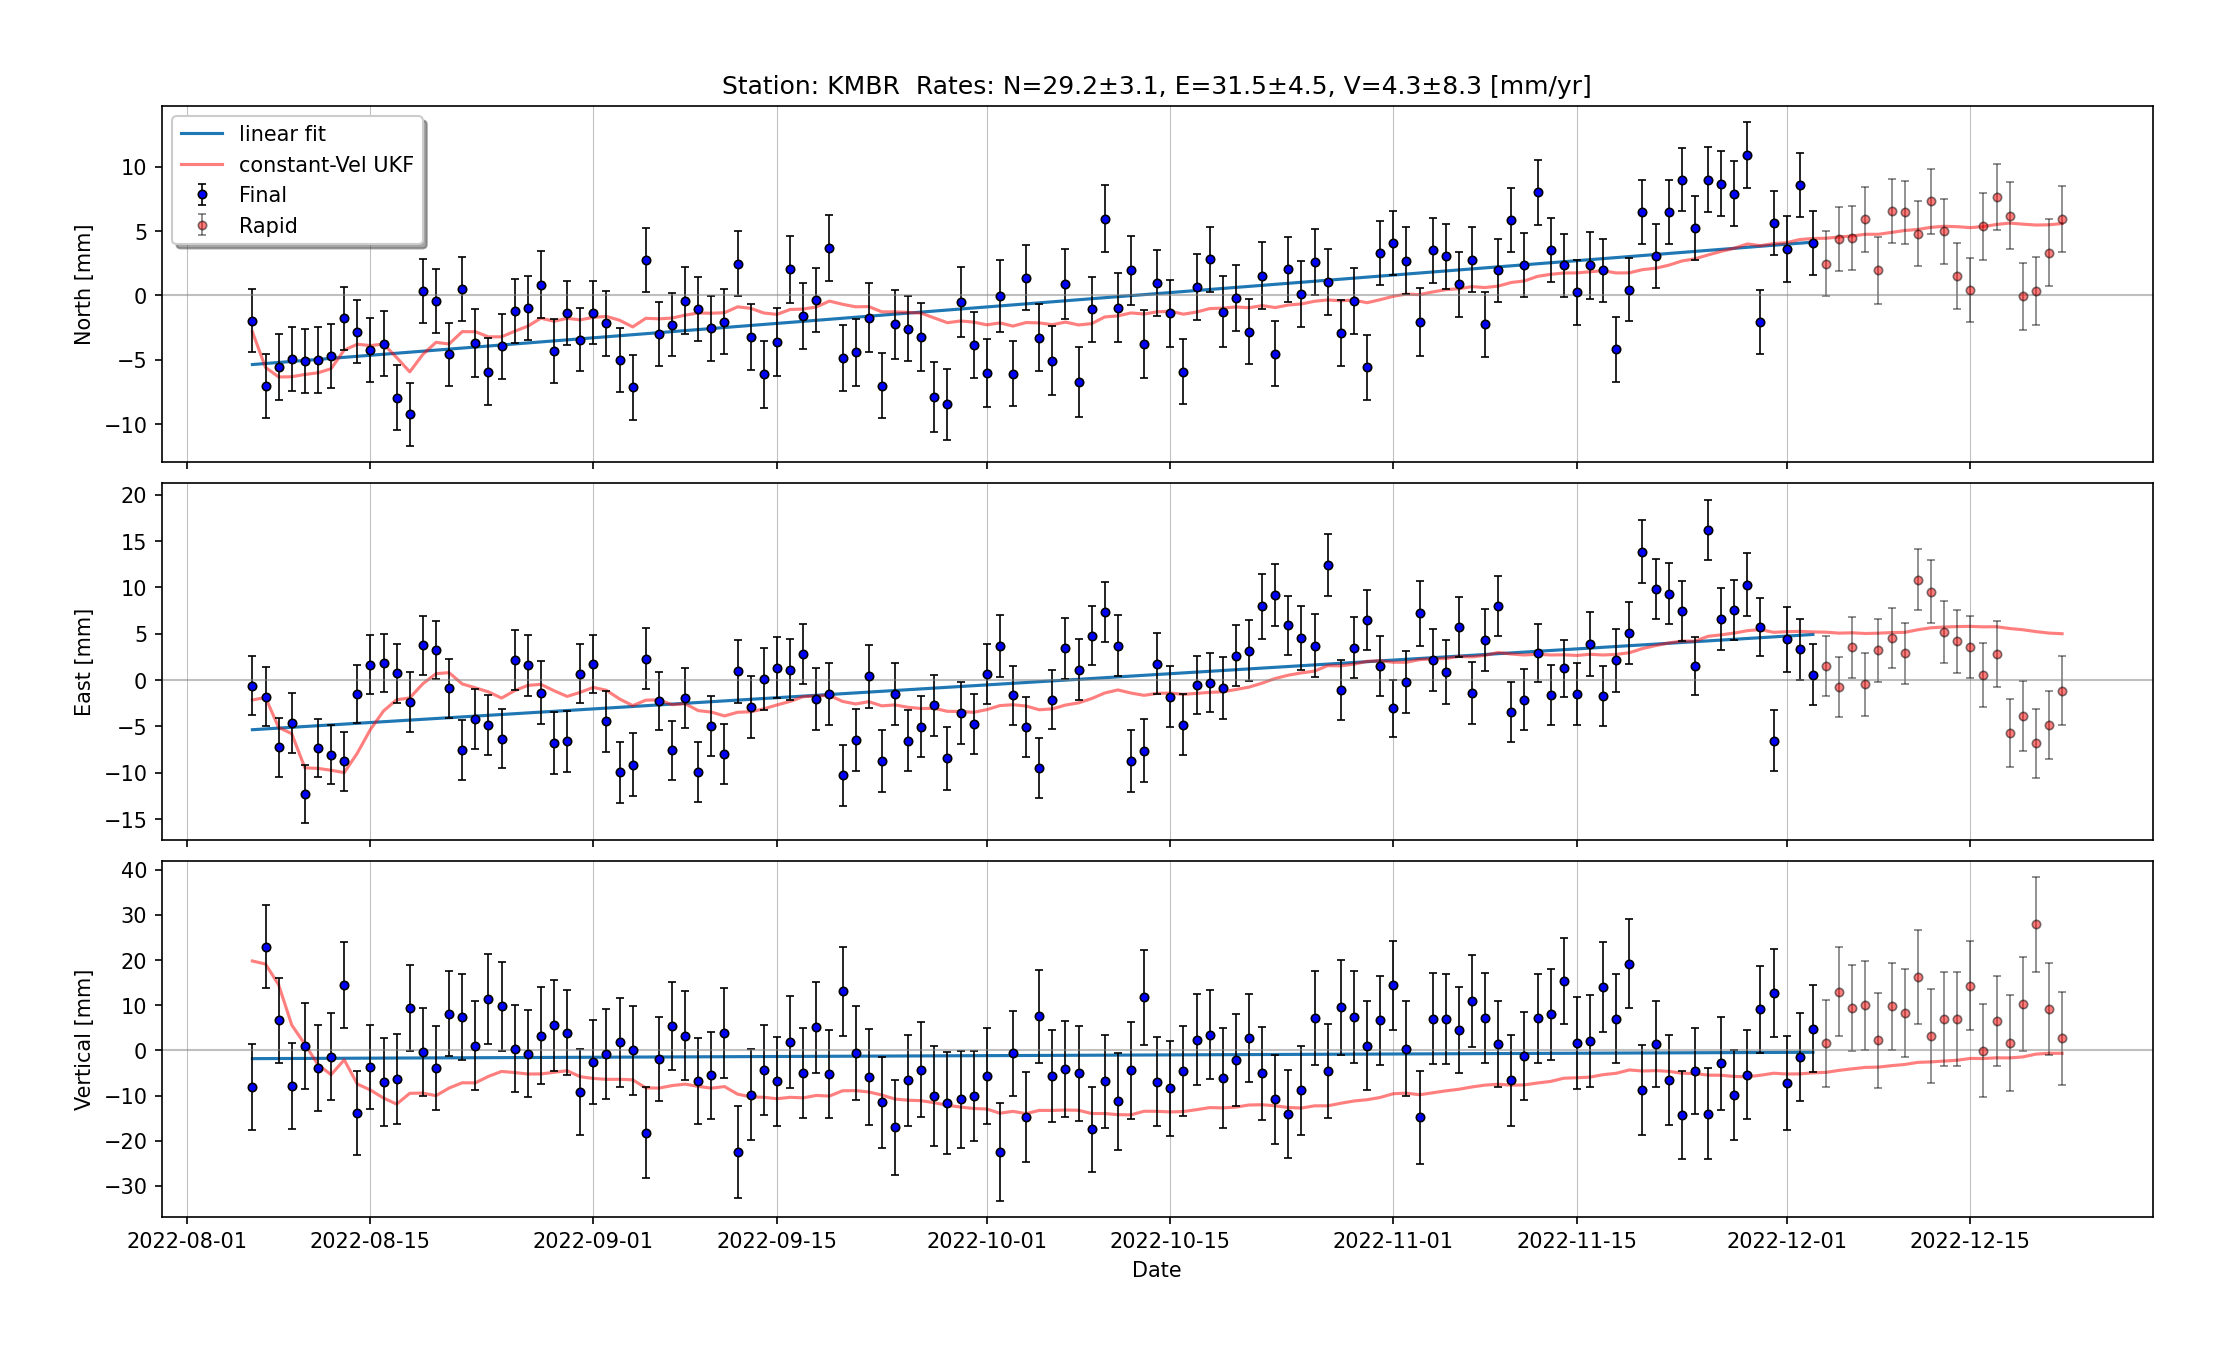 Station: KMBR  Rates: N=29.2±3.1, E=31.5±4.5, V=4.3±8.3 [mm/yr]
linear fit
constant-Vel UKF
Final
Rapid
North [mm]
10
5
0
−5
−10
East [mm]
20
15
10
5
0
−5
−10
−15
Vertical [mm]
40
30
20
10
0
−10
−20
−30
2022-08-01 2022-08-15 2022-09-01 2022-09-15 2022-10-01 2022-10-15 2022-11-01 2022-11-15 2022-12-01 2022-12-15
Date